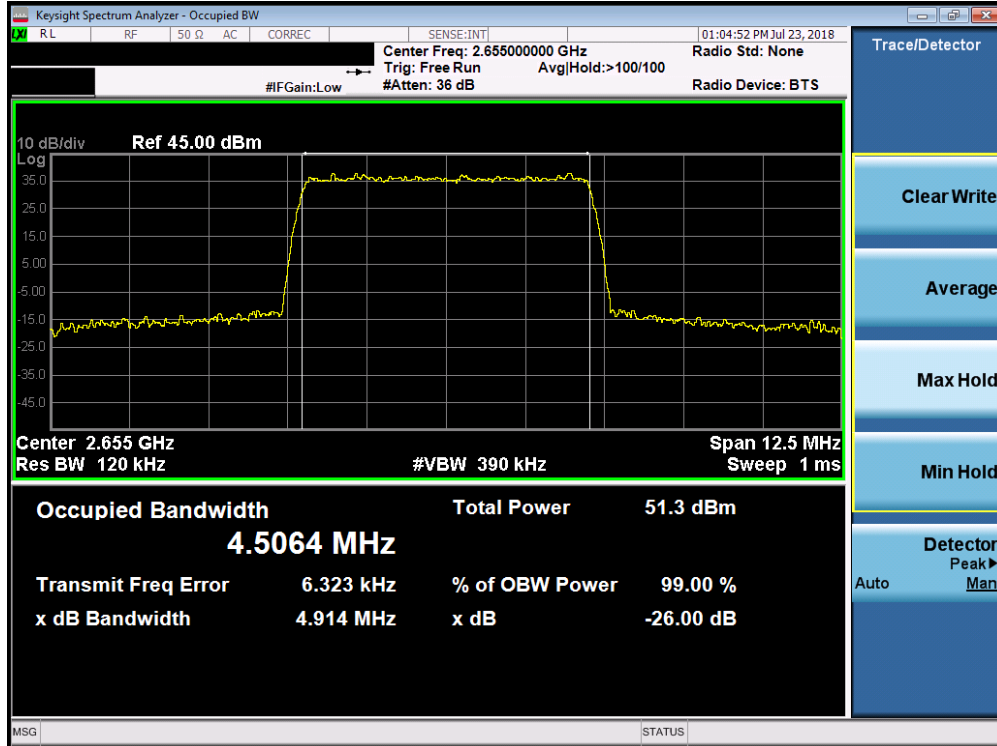 Keysight Spectrum Analyzer - Occupied BW
LXI RL RF 50 Ω AC CORREC SENSE:INT 01:04:52 PM Jul 23, 2018
Center Freq: 2.655000000 GHz Radio Std: None
Trig: Free Run Avg|Hold:>100/100
#IFGain:Low #Atten: 36 dB Radio Device: BTS
10 dB/div Ref 45.00 dBm
Log
35.0
25.0
15.0
5.00
-5.00
-15.0
-25.0
-35.0
-45.0
Center 2.655 GHz Span 12.5 MHz
Res BW 120 kHz #VBW 390 kHz Sweep 1 ms
Occupied Bandwidth Total Power 51.3 dBm
4.5064 MHz
Transmit Freq Error 6.323 kHz % of OBW Power 99.00 %
x dB Bandwidth 4.914 MHz x dB -26.00 dB
MSG STATUS
Trace/Detector
Clear Write
Average
Max Hold
Min Hold
Detector
Peak
Auto Man